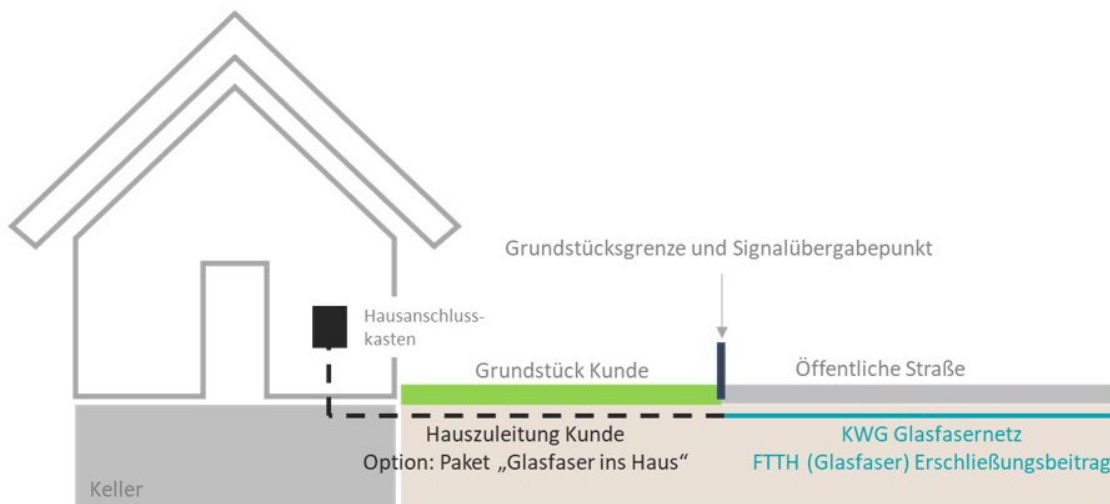 Grundstücksgrenze und Signalübergabepunkt
Hausanschluss-
kasten
Grundstück Kunde
Öffentliche Straße
Hauszuleitung Kunde
Option: Paket „Glasfaser ins Haus“
KWG Glasfasernetz
FTTH (Glasfaser) Erschließungsbeitrag
Keller